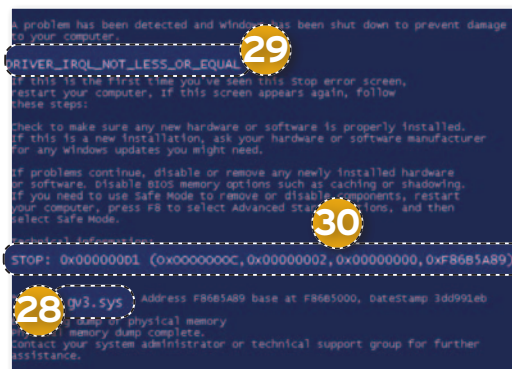 A problem has been detected and Windows has been shut down to prevent damage
to your computer.
DRIVER_IRQL_NOT_LESS_OR_EQUAL
29
If this is the first time you've seen this Stop error screen,
restart your computer, If this screen appears again, follow
these steps:
Check to make sure any new hardware or software is properly installed.
If this is a new installation, ask your hardware or software manufacturer
for any windows updates you might need.
If problems continue, disable or remove any newly installed hardware
or software. Disable BIOS memory options such as caching or shadowing.
If you need to use Safe Mode to remove or disable components, restart
your computer, press F8 to select Advanced Startup Options, and then
select Safe Mode.
30
Technical information:
STOP: 0x000000D1 (0x0000000C,0x00000002,0x00000000,0xF86B5A89)
28
gv3.sys Address F86B5A89 base at F86B5000, DateStamp 3dd991eb
dump of physical memory
memory dump complete.
Contact your system administrator or technical support group for further
assistance.